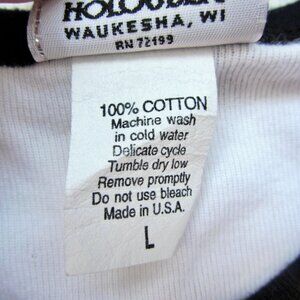 WAUKESHA, WI
RN 72199
100% COTTON
Machine wash
in cold water
Delicate cycle
Tumble dry low
Remove promptly
Do not use bleach
Made in U.S.A.
L